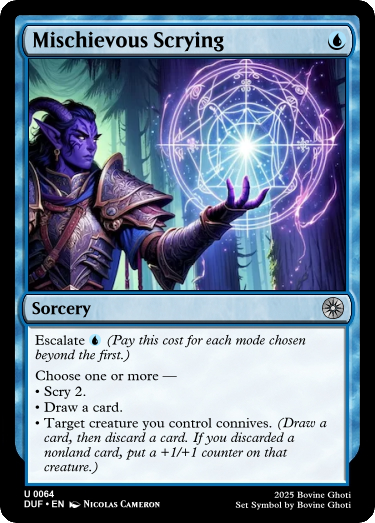 Mischievous Scrying
Sorcery
Escalate (Pay this cost for each mode chosen
beyond the first.)
Choose one or more —
• Scry 2.
• Draw a card.
• Target creature you control connives. (Draw a
card, then discard a card. If you discarded a
nonland card, put a +1/+1 counter on that
creature.)
U 0064
DUF • EN Nicolas Cameron
2025 Bovine Ghoti
Set Symbol by Bovine Ghoti